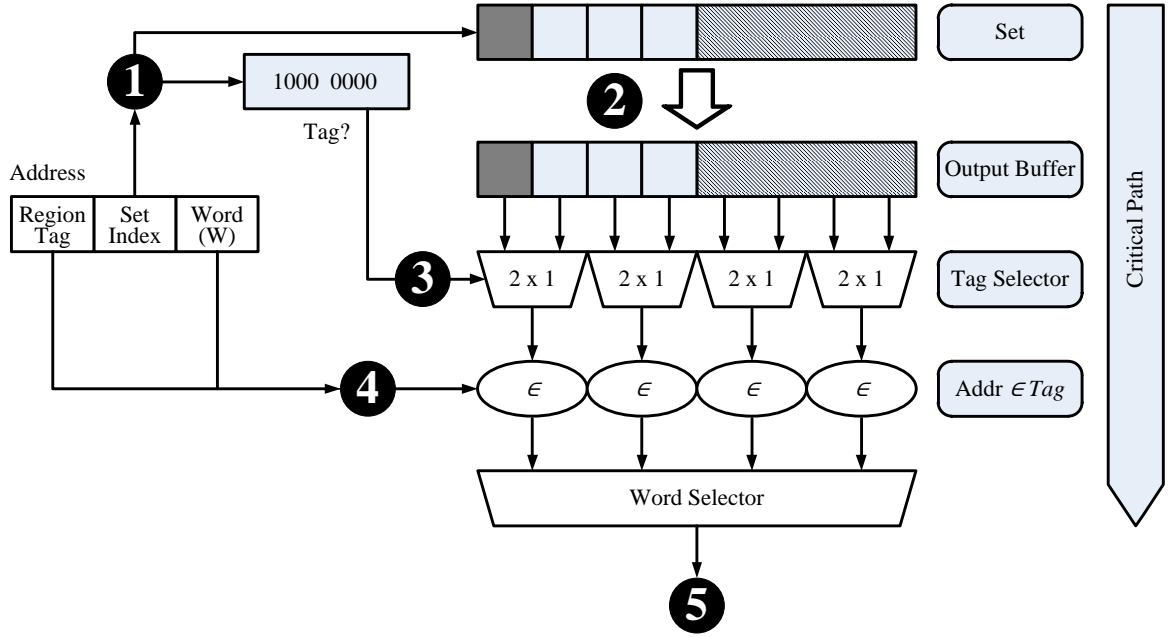 Set
1
1000 0000
2
Tag?
Output Buffer
Address
Region
Tag
Set
Index
Word
(W)
3
2 x 1
2 x 1
2 x 1
2 x 1
Tag Selector
Critical Path
4
∈
∈
∈
∈
Addr ∈ Tag
Word Selector
5